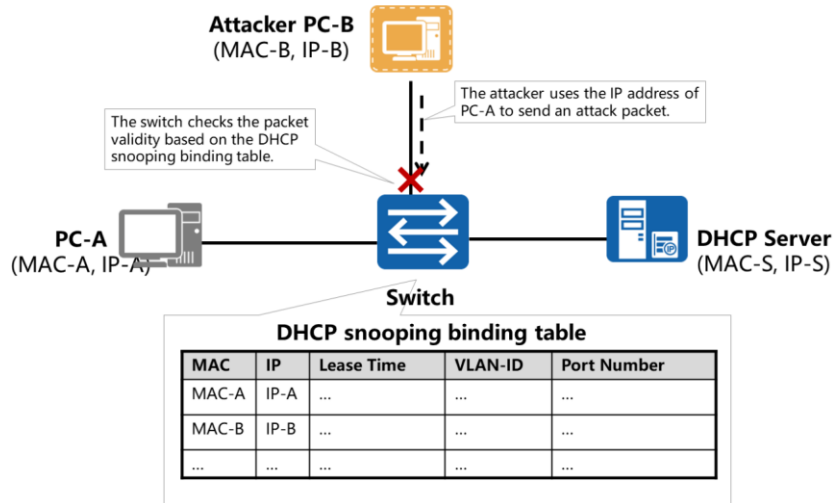 Attacker PC-B
(MAC-B, IP-B)
The attacker uses the IP address of
PC-A to send an attack packet.
The switch checks the packet
validity based on the DHCP
snooping binding table.
PC-A
(MAC-A, IP-A)
IP
DHCP Server
(MAC-S, IP-S)
Switch
DHCP snooping binding table
MAC IP Lease Time VLAN-ID Port Number
MAC-A IP-A ... ... ...
MAC-B IP-B ... ... ...
... ... ... ... ...